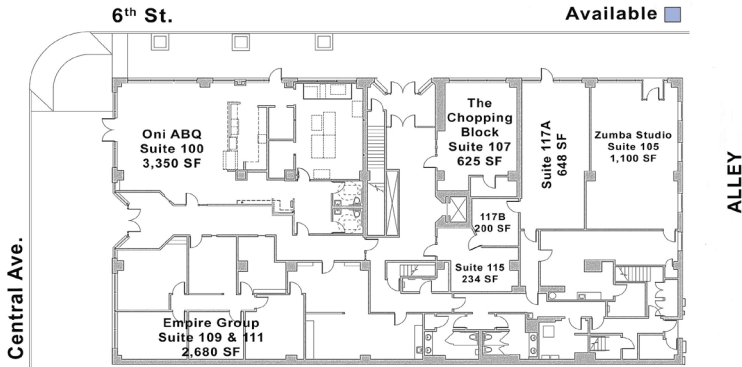 6th St.
Available
Oni ABQ
Suite 100
3,350 SF
The
Chopping
Block
Suite 107
625 SF
Suite 117A
648 SF
Zumba Studio
Suite 105
1,100 SF
117B
200 SF
Suite 115
234 SF
Empire Group
Suite 109 & 111
2,680 SF
Central Ave.
ALLEY